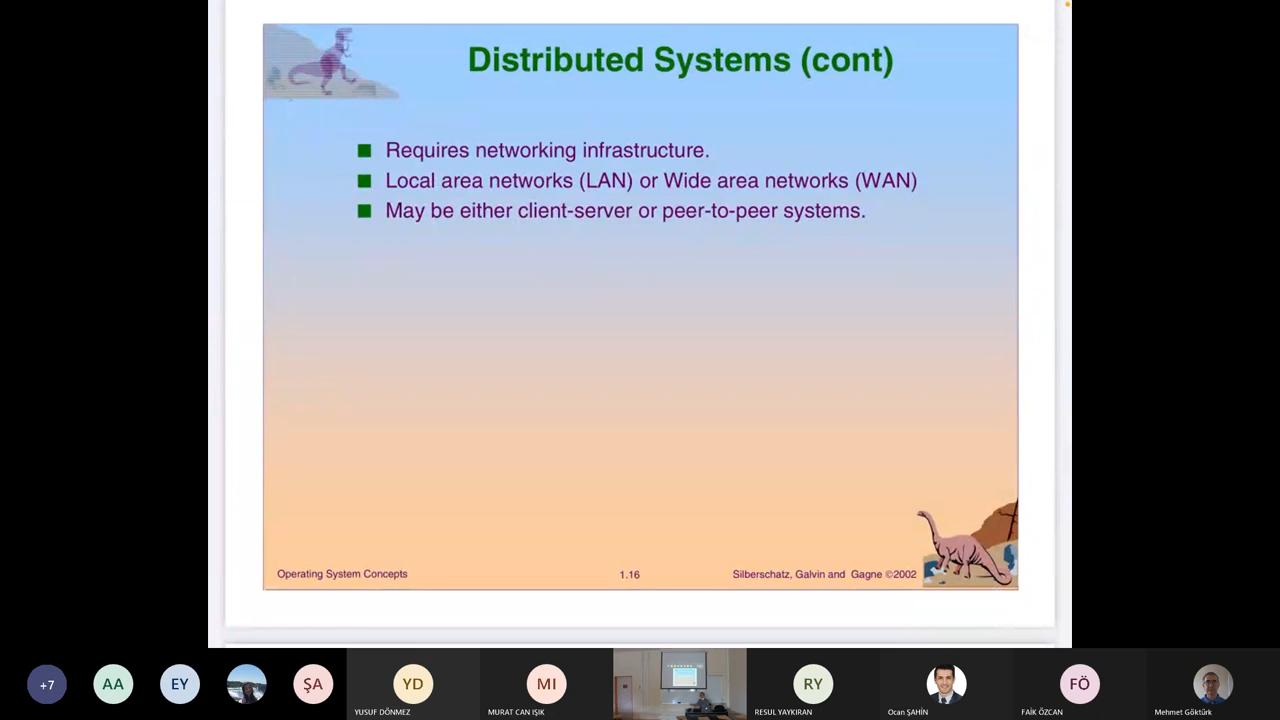 Distributed Systems (cont)
Requires networking infrastructure.
Local area networks (LAN) or Wide area networks (WAN)
May be either client-server or peer-to-peer systems.
Operating System Concepts
1.16
Silberschatz, Galvin and Gagne ©2002
+7
AA
EY
ŞA
YD
MI
RY
FÖ
YUSUF DÖNMEZ
MURAT CAN IŞIK
RESUL YAYKIRAN
Ocan ŞAHİN
FAİK ÖZCAN
Mehmet Göktürk